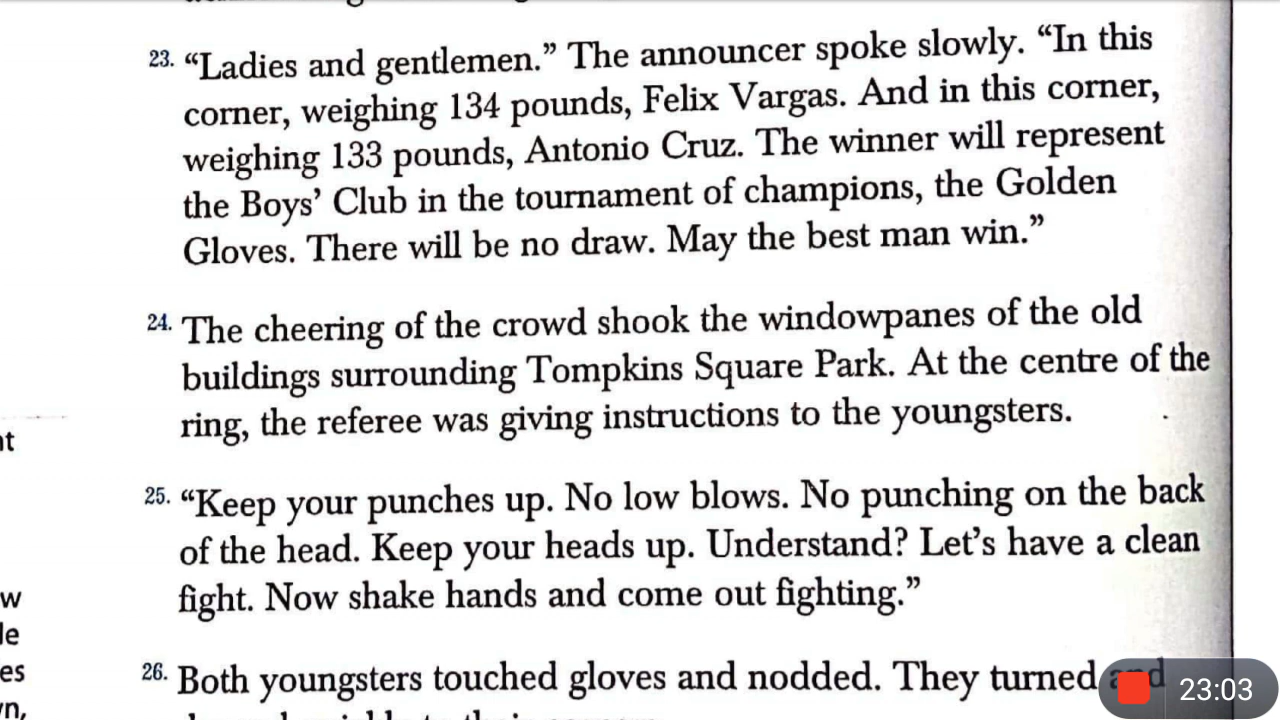 23. “Ladies and gentlemen.” The announcer spoke slowly. “In this
corner, weighing 134 pounds, Felix Vargas. And in this corner,
weighing 133 pounds, Antonio Cruz. The winner will represent
the Boys’ Club in the tournament of champions, the Golden
Gloves. There will be no draw. May the best man win.”
24. The cheering of the crowd shook the windowpanes of the old
buildings surrounding Tompkins Square Park. At the centre of the
ring, the referee was giving instructions to the youngsters.
25. “Keep your punches up. No low blows. No punching on the back
of the head. Keep your heads up. Understand? Let’s have a clean
fight. Now shake hands and come out fighting.”
26. Both youngsters touched gloves and nodded. They turned and
23:03